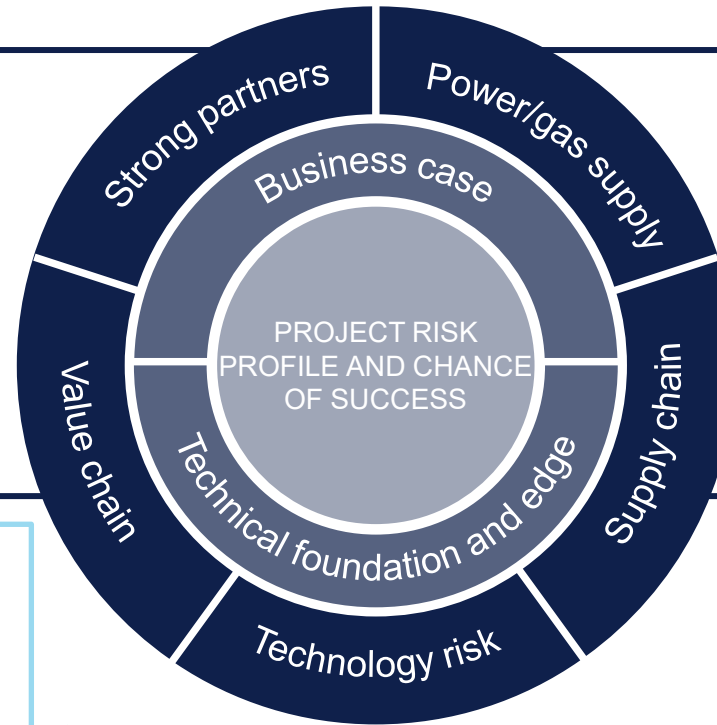 Strong partners
Power/gas supply
Business case
PROJECT RISK
PROFILE AND CHANCE
OF SUCCESS
Value chain
Supply chain
Technical foundation and edge
Technology risk